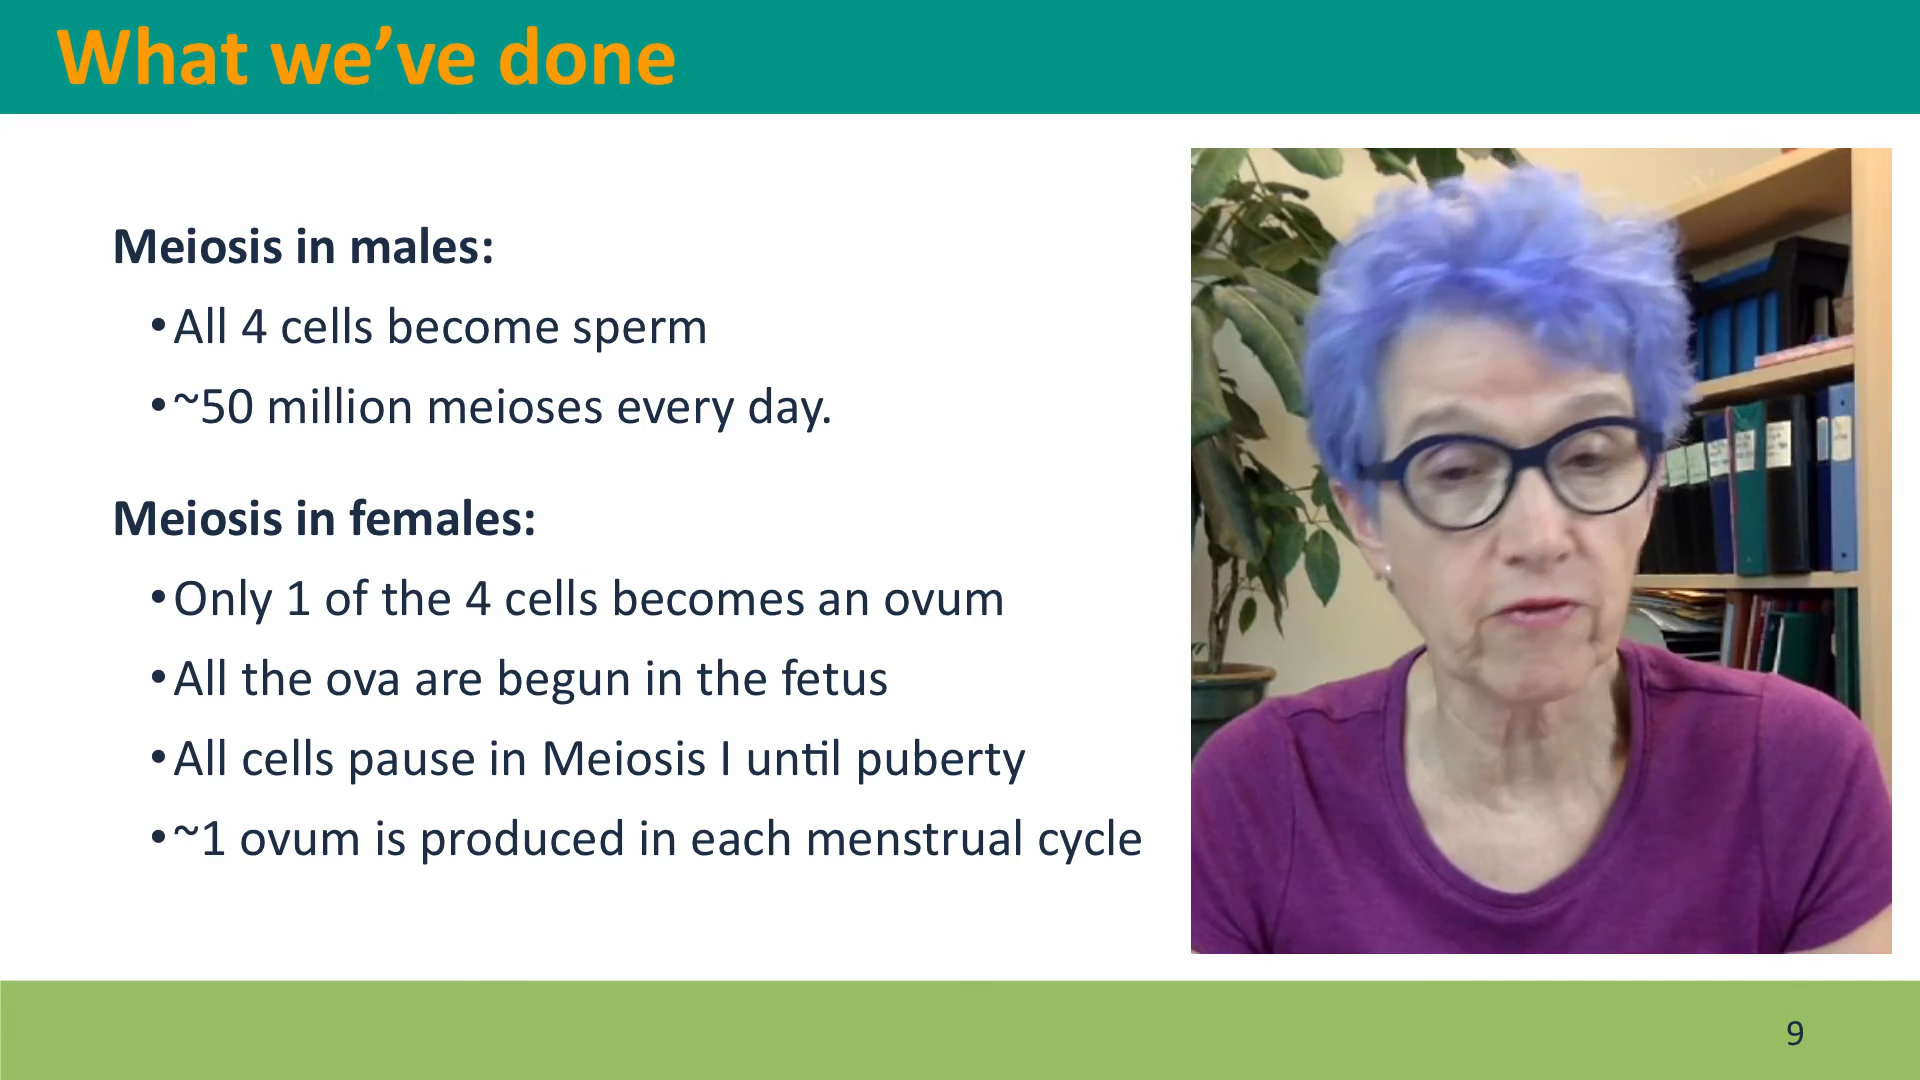 What we’ve done
Meiosis in males:
•All 4 cells become sperm
•~50 million meioses every day.
Meiosis in females:
•Only 1 of the 4 cells becomes an ovum
•All the ova are begun in the fetus
•All cells pause in Meiosis I until puberty
•~1 ovum is produced in each menstrual cycle
9